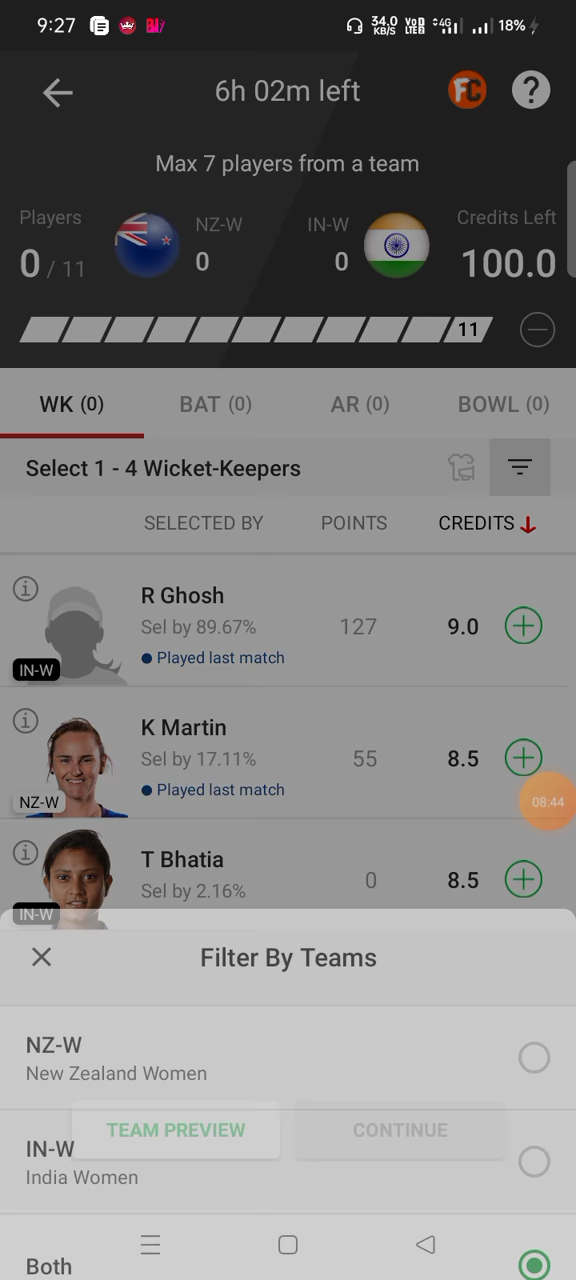 9:27 34.0 KB/S Vo) LTE 2 4G 18%
6h 02m left FC ?
Max 7 players from a team
Players NZ-W IN-W Credits Left
0 / 11 0 0 100.0
11
WK (0) BAT (0) AR (0) BOWL (0)
Select 1 - 4 Wicket-Keepers
SELECTED BY POINTS CREDITS
R Ghosh
Sel by 89.67% 127 9.0
Played last match
IN-W
K Martin
Sel by 17.11% 55 8.5
Played last match
NZ-W
08:44
T Bhatia
Sel by 2.16% 0 8.5
IN-W
Filter By Teams
NZ-W
New Zealand Women
TEAM PREVIEW CONTINUE
IN-W
India Women
Both